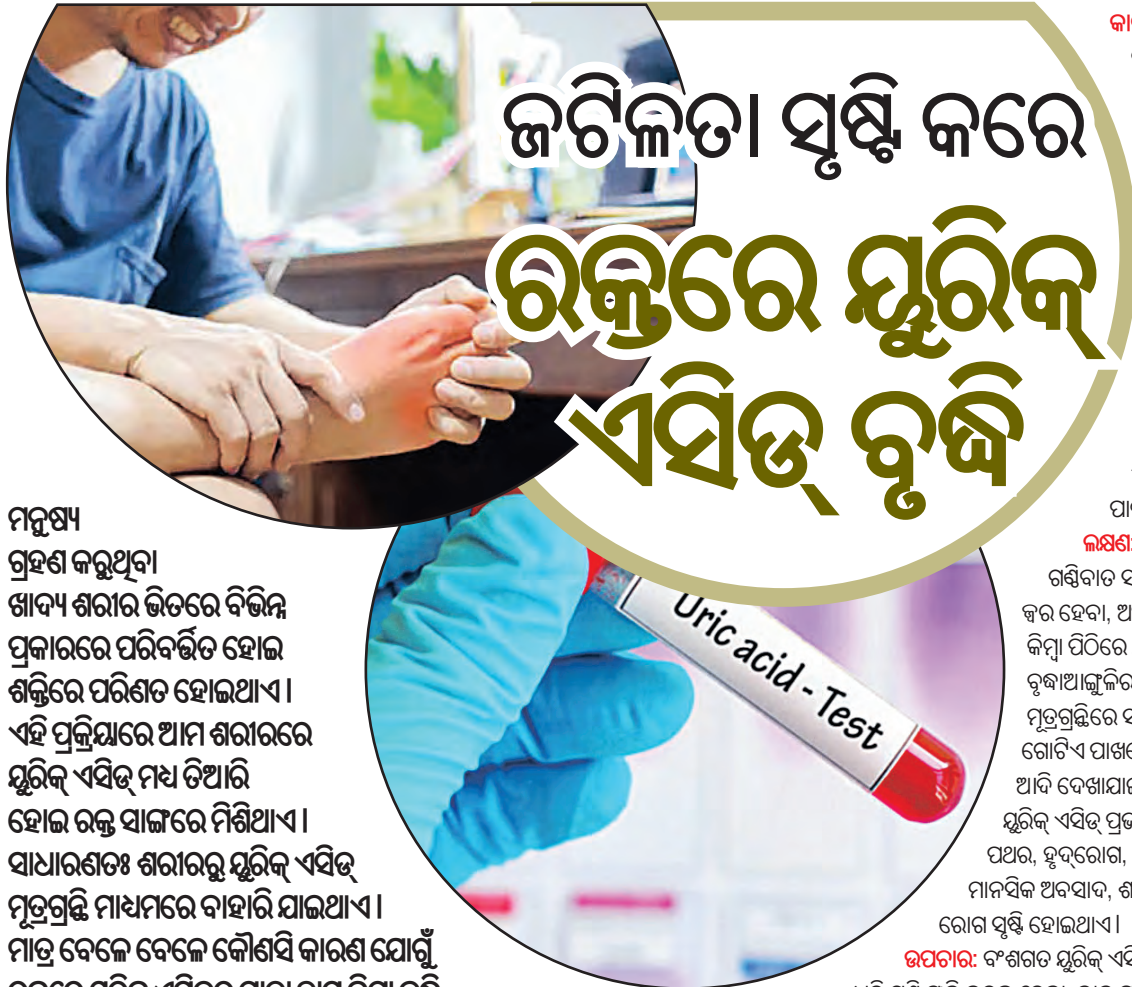 ଜଟିଳତା ସୃଷ୍ଟି କରେ
ରକ୍ତରେ ୟୁରିକ୍
ଏସିଡ୍ ବୃଦ୍ଧି
ମନୁଷ୍ୟ
ଗ୍ରହଣ କରୁଥିବା
ଖାଦ୍ୟ ଶରୀର ଭିତରେ ବିଭିନ୍ନ
ପ୍ରକାରରେ ପରିବର୍ତ୍ତିତ ହୋଇ
ଶକ୍ତିରେ ପରିଣତ ହୋଇଥାଏ ।
ଏହି ପ୍ରକ୍ରିୟାରେ ଆମ ଶରୀରରେ
ୟୁରିକ୍ ଏସିଡ୍ ମଧ୍ୟ ତିଆରି
ହୋଇ ରକ୍ତ ସାଙ୍ଗରେ ମିଶିଥାଏ ।
ସାଧାରଣତଃ ଶରୀରରୁ ୟୁରିକ୍ ଏସିଡ୍
ମୂତ୍ରଗ୍ରନ୍ଥି ମାଧ୍ୟମରେ ବାହାରି ଯାଇଥାଏ ।
ମାତ୍ର ବେଳେ ବେଳେ କୌଣସି କାରଣ ଯୋଗୁଁ
Uric acid - Test
ଲକ୍ଷଣ:
ଗଣ୍ଠିବାତ
ଜ୍ୱର ହେବା,
କିମ୍ବା ପିଠିରେ
ବୃଦ୍ଧାଆଙ୍ଗୁଳିର
ମୂତ୍ରଗ୍ରନ୍ଥିରେ
ଗୋଟିଏ
ଆଦି
ୟୁରିକ୍ ଏସିଡ୍
ପଥର, ହୃଦ୍‌ରୋଗ,
ମାନସିକ ଅବସାଦ,
ରୋଗ ସୃଷ୍ଟି ହୋଇଥାଏ ।
ଉପଚାର: ବଂଶଗତ ୟୁରିକ୍